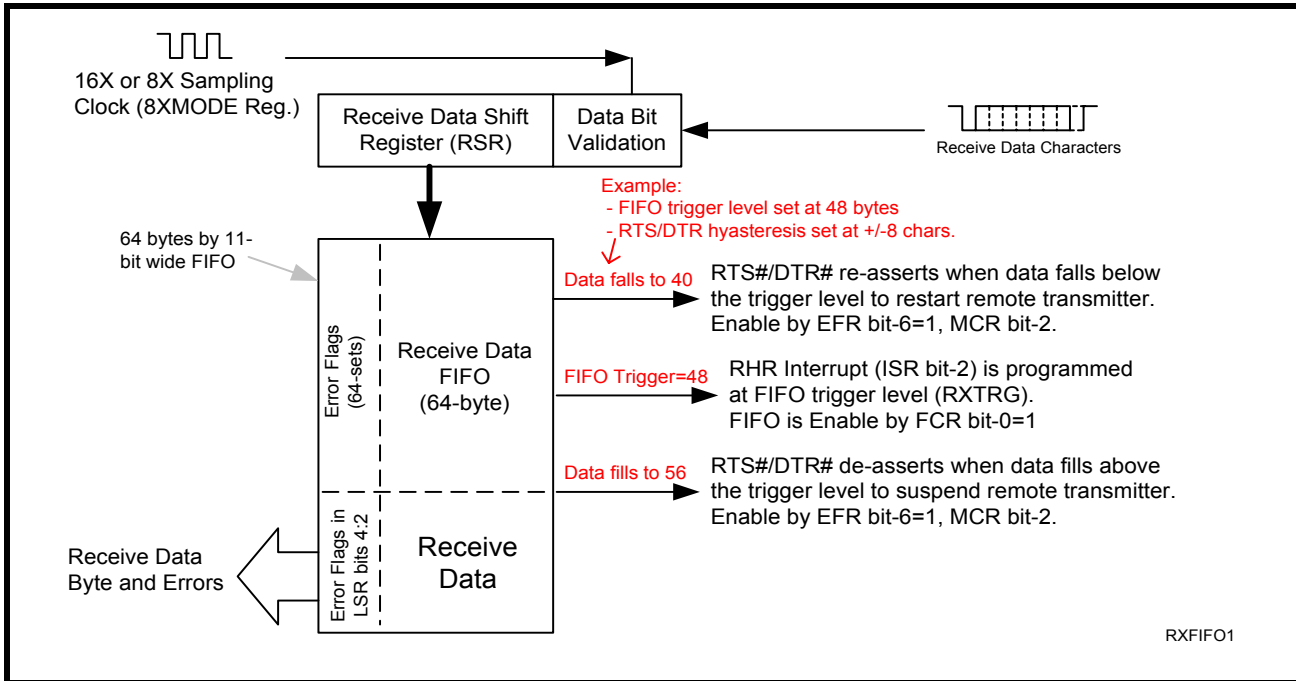 16X or 8X Sampling
Clock (8XMODE Reg.)
Receive Data Shift
Register (RSR)
Data Bit
Validation
Receive Data Characters
Example:
- FIFO trigger level set at 48 bytes
- RTS/DTR hyasteresis set at +/-8 chars.
64 bytes by 11-
bit wide FIFO
Error Flags
(64-sets)
Receive Data
FIFO
(64-byte)
Data falls to 40
RTS#/DTR# re-asserts when data falls below
the trigger level to restart remote transmitter.
Enable by EFR bit-6=1, MCR bit-2.
FIFO Trigger=48
RHR Interrupt (ISR bit-2) is programmed
at FIFO trigger level (RXTRG).
FIFO is Enable by FCR bit-0=1
Data fills to 56
RTS#/DTR# de-asserts when data fills above
the trigger level to suspend remote transmitter.
Enable by EFR bit-6=1, MCR bit-2.
Error Flags in
LSR bits 4:2
Receive
Data
Receive Data
Byte and Errors
RXFIFO1